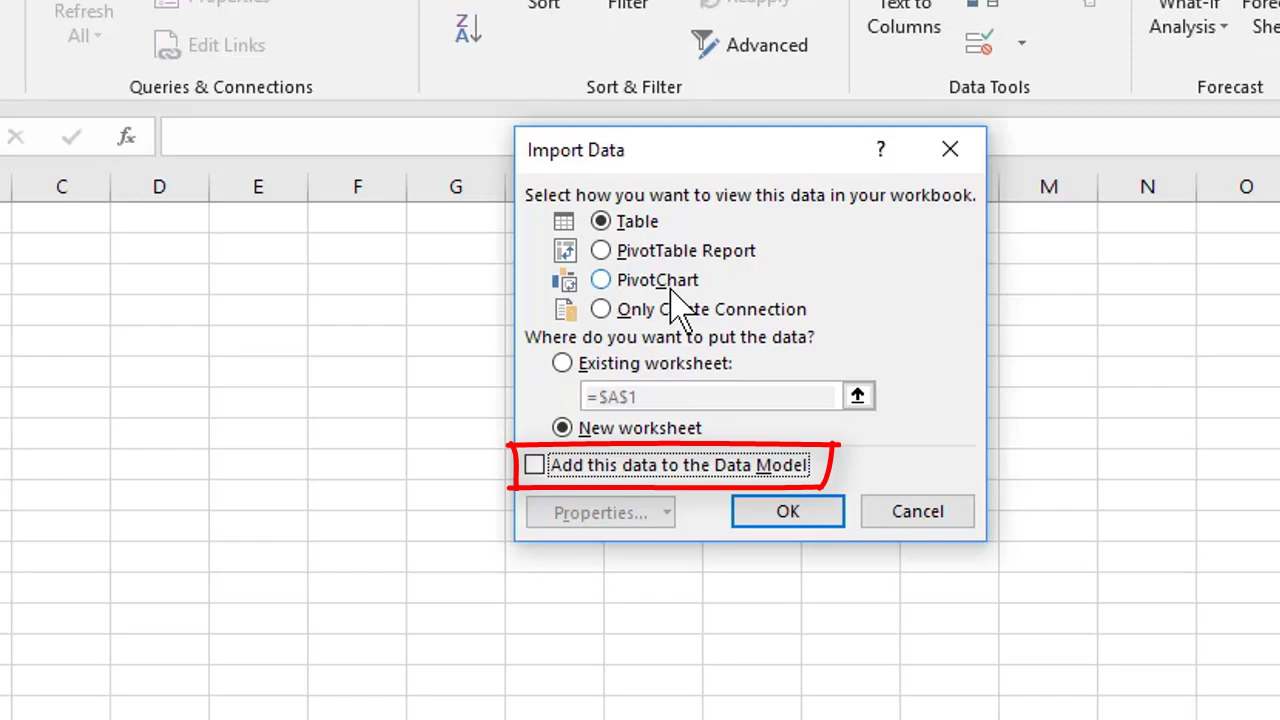 Refresh
All
Properties
Edit Links
Queries & Connections
Sort
Filter
Reapply
Advanced
Sort & Filter
Text to
Columns
Data Tools
What-If
Analysis
Forecast
fx
C D E F G M N O
Import Data ?
Select how you want to view this data in your workbook.
Table
PivotTable Report
PivotChart
Only Create Connection
Where do you want to put the data?
Existing worksheet:
=$A$1
New worksheet
Add this data to the Data Model
Properties...
OK
Cancel